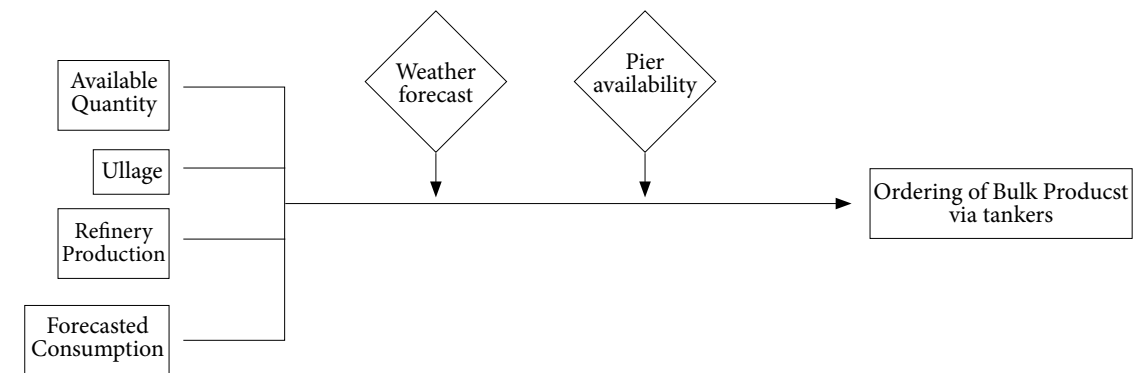 Available
Quantity
Ullage
Refinery
Production
Forecasted
Consumption
Weather
forecast
Pier
availability
Ordering of Bulk Producst
via tankers